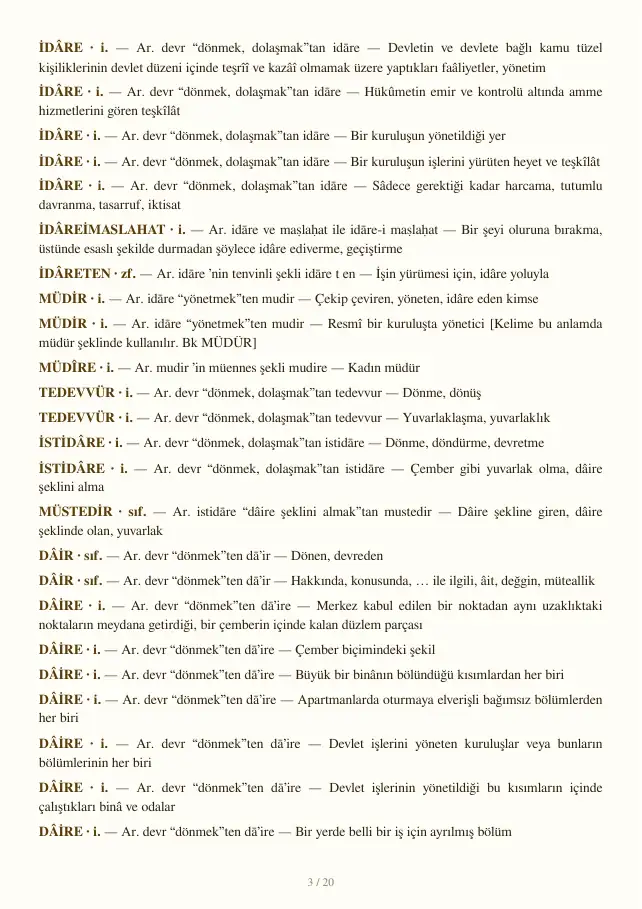 İDÂRE · i. — Ar. devr “dönmek, dolaşmak”tan idāre — Devletin ve devlete bağlı kamu tüzel
kişiliklerinin devlet düzeni içinde teşrîî ve kazâî olmamak üzere yaptıkları faâliyetler, yönetim
İDÂRE · i. — Ar. devr “dönmek, dolaşmak”tan idāre — Hükûmetin emir ve kontrolü altında amme
hizmetlerini gören teşkîlât
İDÂRE · i. — Ar. devr “dönmek, dolaşmak”tan idāre — Bir kuruluşun yönetildiği yer
İDÂRE · i. — Ar. devr “dönmek, dolaşmak”tan idāre — Bir kuruluşun işlerini yürüten heyet ve teşkîlât
İDÂRE · i. — Ar. devr “dönmek, dolaşmak”tan idāre — Sâdece gerektiği kadar harcama, tutumlu
davranma, tasarruf, iktisat
İDÂREİMASLAHAT · i. — Ar. idāre ve maṣlaḥat ile idāre-i maṣlaḥat — Bir şeyi oluruna bırakma,
üstünde esaslı şekilde durmadan şöylece idâre ediverme, geçiştirme
İDÂRETEN · zf. — Ar. idāre ’nin tenvinli şekli idāre t en — İşin yürümesi için, idâre yoluyla
MÜDİR · i. — Ar. idāre “yönetmek”ten mudіr — Çekip çeviren, yöneten, idâre eden kimse
MÜDİR · i. — Ar. idāre “yönetmek”ten mudіr — Resmî bir kuruluşta yönetici [Kelime bu anlamda
müdür şeklinde kullanılır. Bk MÜDÜR]
MÜDÎRE · i. — Ar. mudіr ’in müennes şekli mudіre — Kadın müdür
TEDEVVÜR · i. — Ar. devr “dönmek, dolaşmak”tan tedevvur — Dönme, dönüş
TEDEVVÜR · i. — Ar. devr “dönmek, dolaşmak”tan tedevvur — Yuvarlaklaşma, yuvarlaklık
İSTİDÂRE · i. — Ar. devr “dönmek, dolaşmak”tan istidāre — Dönme, döndürme, devretme
İSTİDÂRE · i. — Ar. devr “dönmek, dolaşmak”tan istidāre — Çember gibi yuvarlak olma, dâire
şeklini alma
MÜSTEDİR · sıf. — Ar. istidāre “dâire şeklini almak”tan mustedіr — Dâire şekline giren, dâire
şeklinde olan, yuvarlak
DÂİR · sıf. — Ar. devr “dönmek”ten dā’ir — Dönen, devreden
DÂİR · sıf. — Ar. devr “dönmek”ten dā’ir — Hakkında, konusunda, … ile ilgili, âit, değgin, müteallik
DÂİRE · i. — Ar. devr “dönmek”ten dā’ire — Merkez kabul edilen bir noktadan aynı uzaklıktaki
noktaların meydana getirdiği, bir çemberin içinde kalan düzlem parçası
DÂİRE · i. — Ar. devr “dönmek”ten dā’ire — Çember biçimindeki şekil
DÂİRE · i. — Ar. devr “dönmek”ten dā’ire — Büyük bir binânın bölündüğü kısımlardan her biri
DÂİRE · i. — Ar. devr “dönmek”ten dā’ire — Apartmanlarda oturmaya elverişli bağımsız bölümlerden
her biri
DÂİRE · i. — Ar. devr “dönmek”ten dā’ire — Devlet işlerini yöneten kuruluşlar veya bunların
bölümlerinin her biri
DÂİRE · i. — Ar. devr “dönmek”ten dā’ire — Devlet işlerinin yönetildiği bu kısımların içinde
çalıştıkları binâ ve odalar
DÂİRE · i. — Ar. devr “dönmek”ten dā’ire — Bir yerde belli bir iş için ayrılmış bölüm
3 / 20